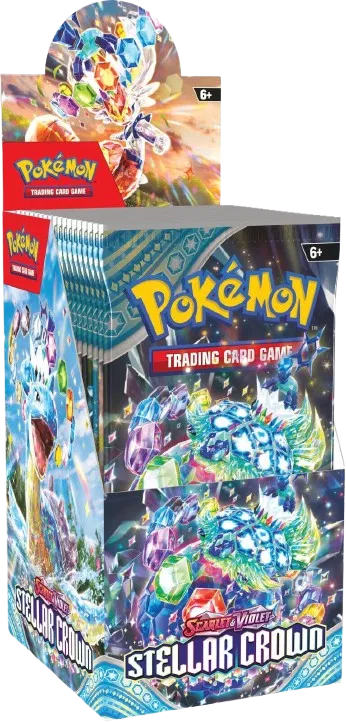 6+
POKÉMON
TRADING CARD GAME
POKÉMON
TRADING CARD GAME
6+
POKÉMON
TM
TRADING CARD GAME
SCARLET & VIOLET
STELLAR CROWN
SCARLET & VIOLET
STELLAR CROWN